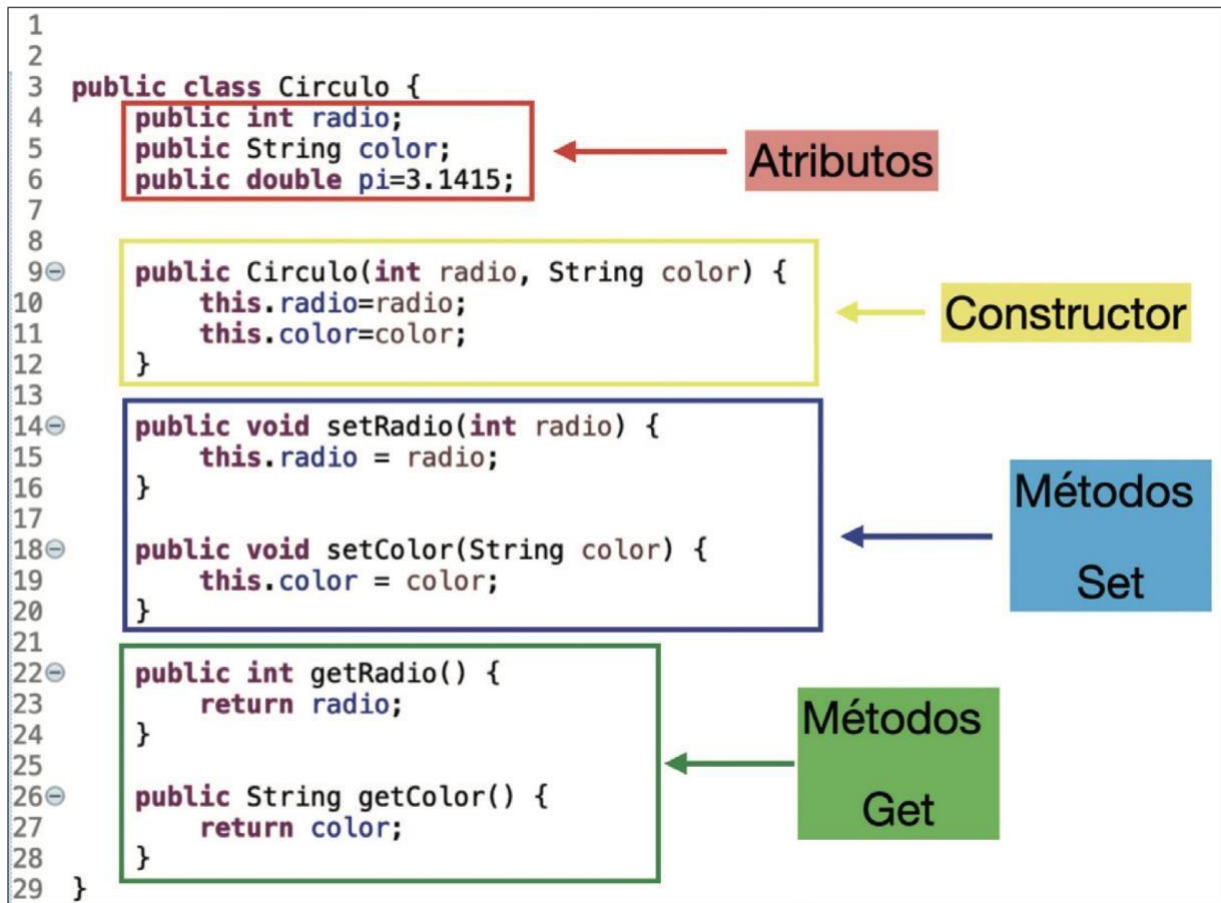 1
2
3 public class Circulo {
4 public int radio;
5 public String color;
6 public double pi=3.1415;
Atributos
7
8
9 public Circulo(int radio, String color) {
10 this.radio=radio;
11 this.color=color;
12 }
Constructor
13
14 public void setRadio(int radio) {
15 this.radio = radio;
16 }
17
18 public void setColor(String color) {
19 this.color = color;
20 }
Métodos
Set
21
22 public int getRadio() {
23 return radio;
24 }
25
26 public String getColor() {
27 return color;
28 }
Métodos
Get
29 }